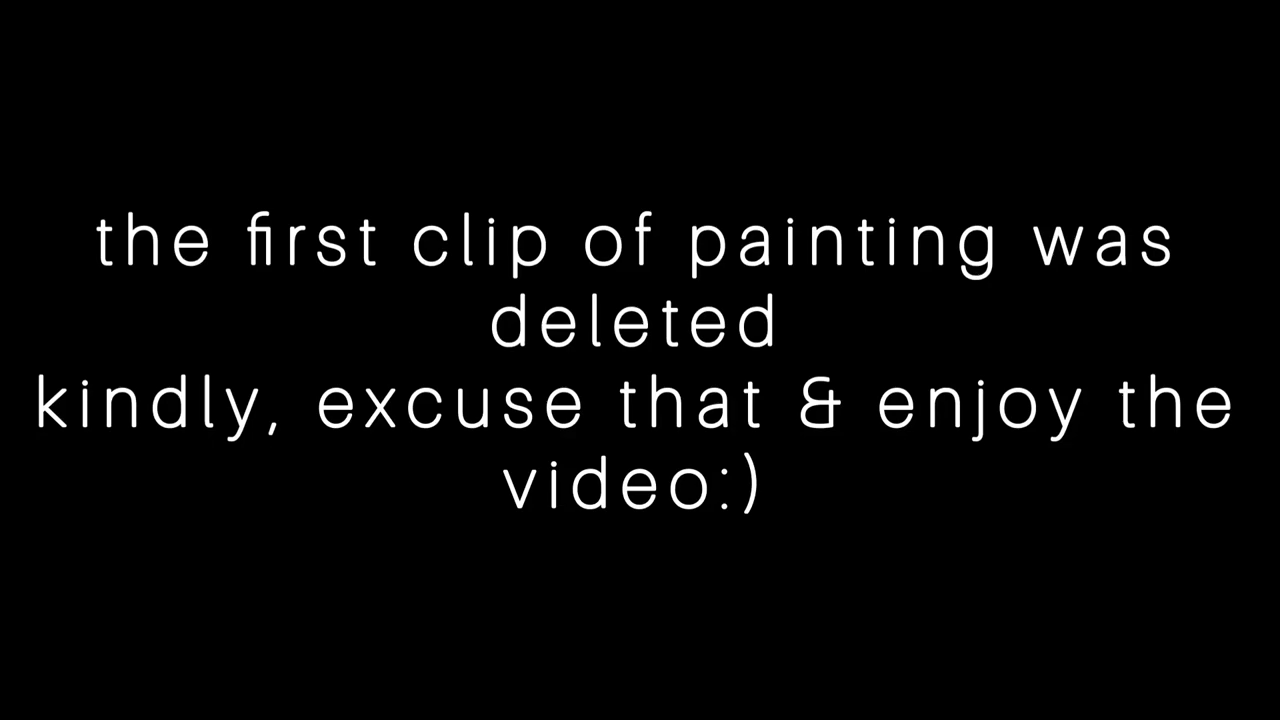 the first clip of painting was
deleted
kindly, excuse that & enjoy the
video:)